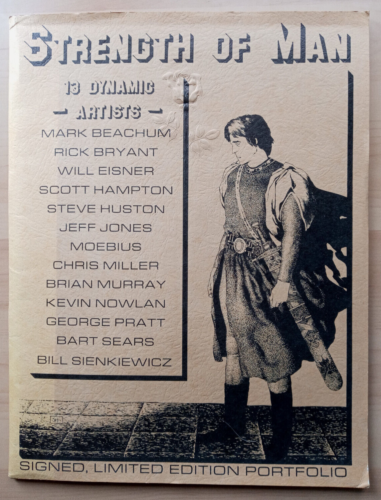 STRENGTH OF MAN
13 DYNAMIC
– ARTISTS –
MARK BEACHUM
RICK BRYANT
WILL EISNER
SCOTT HAMPTON
STEVE HUSTON
JEFF JONES
MOEBIUS
CHRIS MILLER
BRIAN MURRAY
KEVIN NOWLAN
GEORGE PRATT
BART SEARS
BILL SIENKIEWICZ
SIGNED, LIMITED EDITION PORTFOLIO